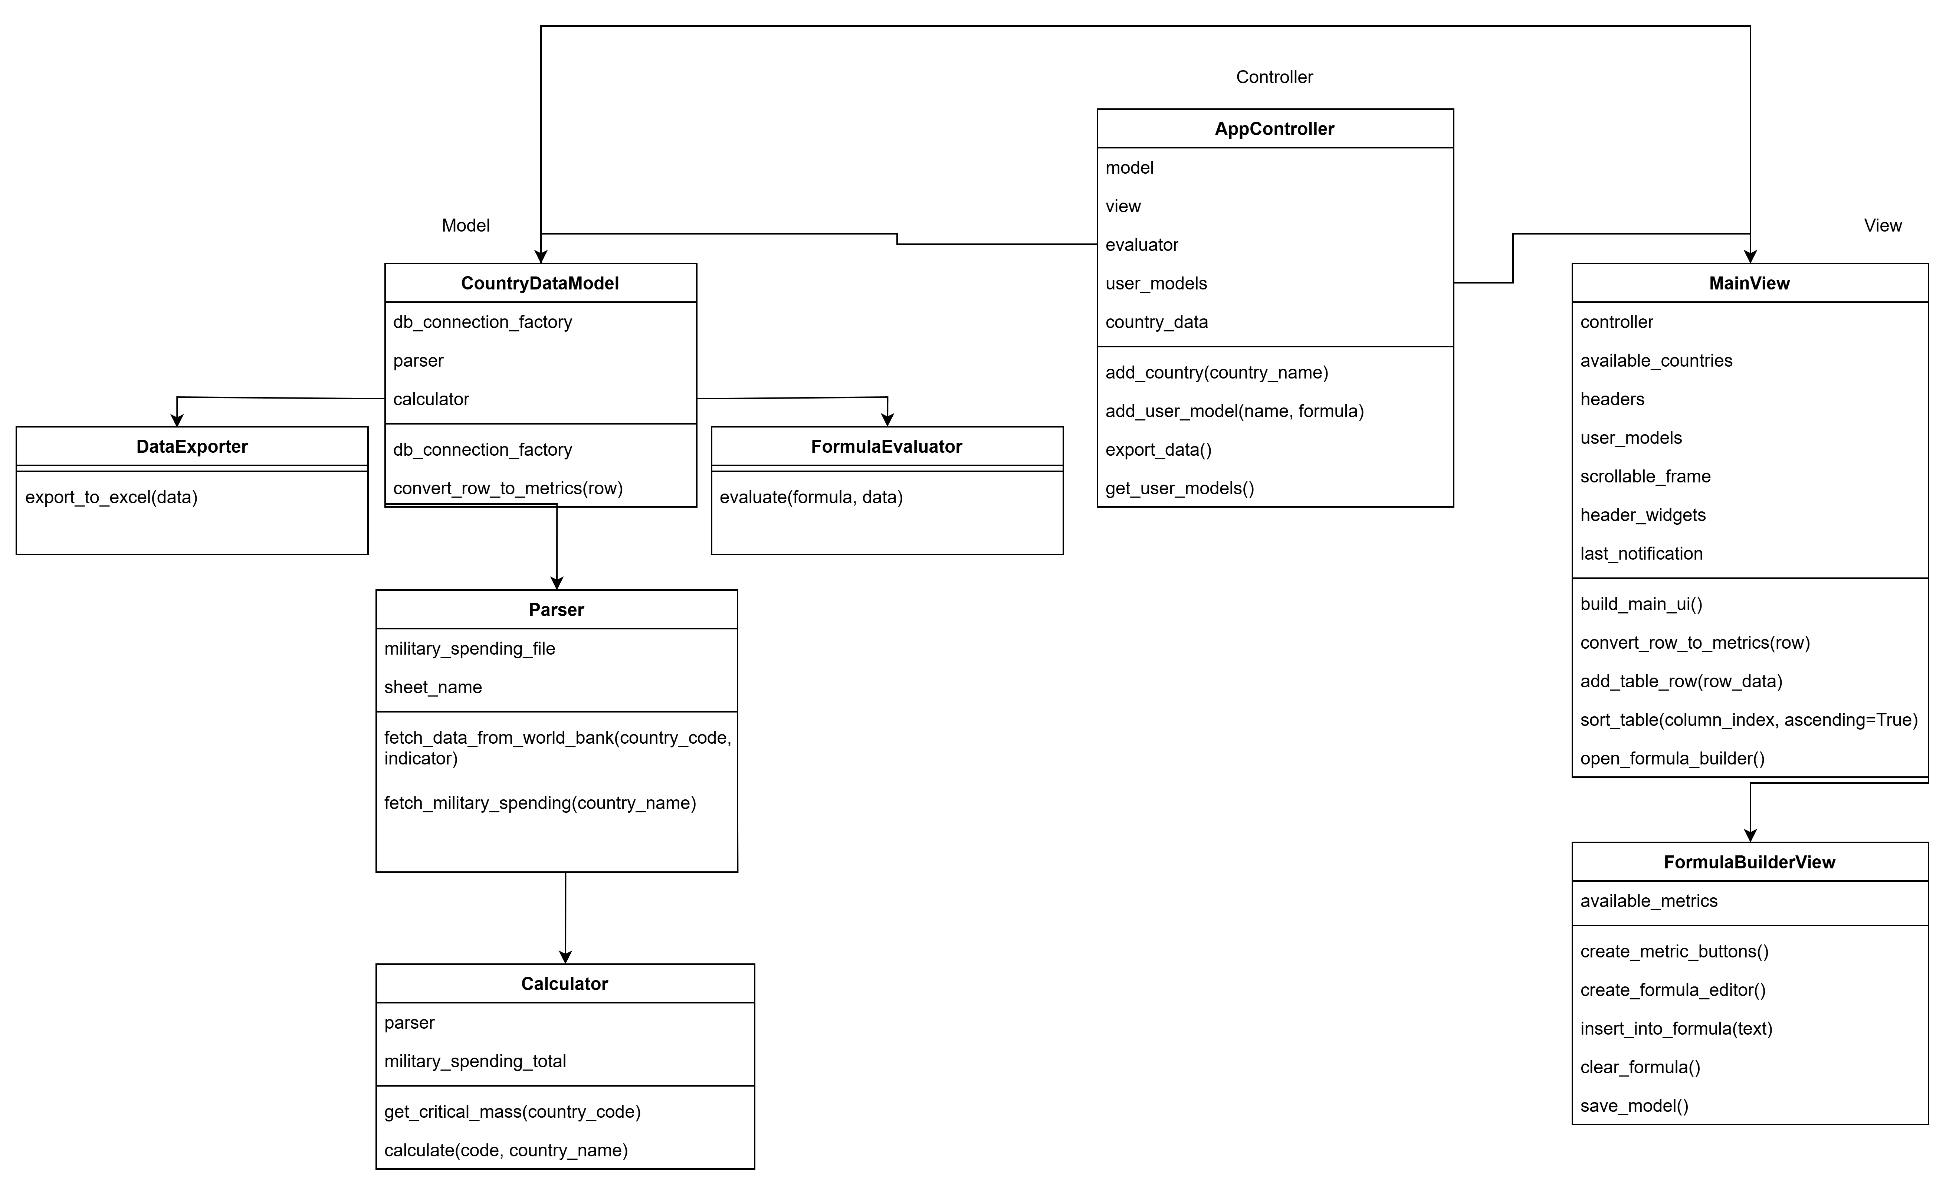 Controller
AppController
model
view
evaluator
user_models
country_data
add_country(country_name)
add_user_model(name, formula)
export_data()
get_user_models()
Model
CountryDataModel
db_connection_factory
parser
calculator
db_connection_factory
convert_row_to_metrics(row)
DataExporter
export_to_excel(data)
FormulaEvaluator
evaluate(formula, data)
Parser
military_spending_file
sheet_name
fetch_data_from_world_bank(country_code,
indicator)
fetch_military_spending(country_name)
Calculator
parser
military_spending_total
get_critical_mass(country_code)
calculate(code, country_name)
View
MainView
controller
available_countries
headers
user_models
scrollable_frame
header_widgets
last_notification
build_main_ui()
convert_row_to_metrics(row)
add_table_row(row_data)
sort_table(column_index, ascending=True)
open_formula_builder()
FormulaBuilderView
available_metrics
create_metric_buttons()
create_formula_editor()
insert_into_formula(text)
clear_formula()
save_model()